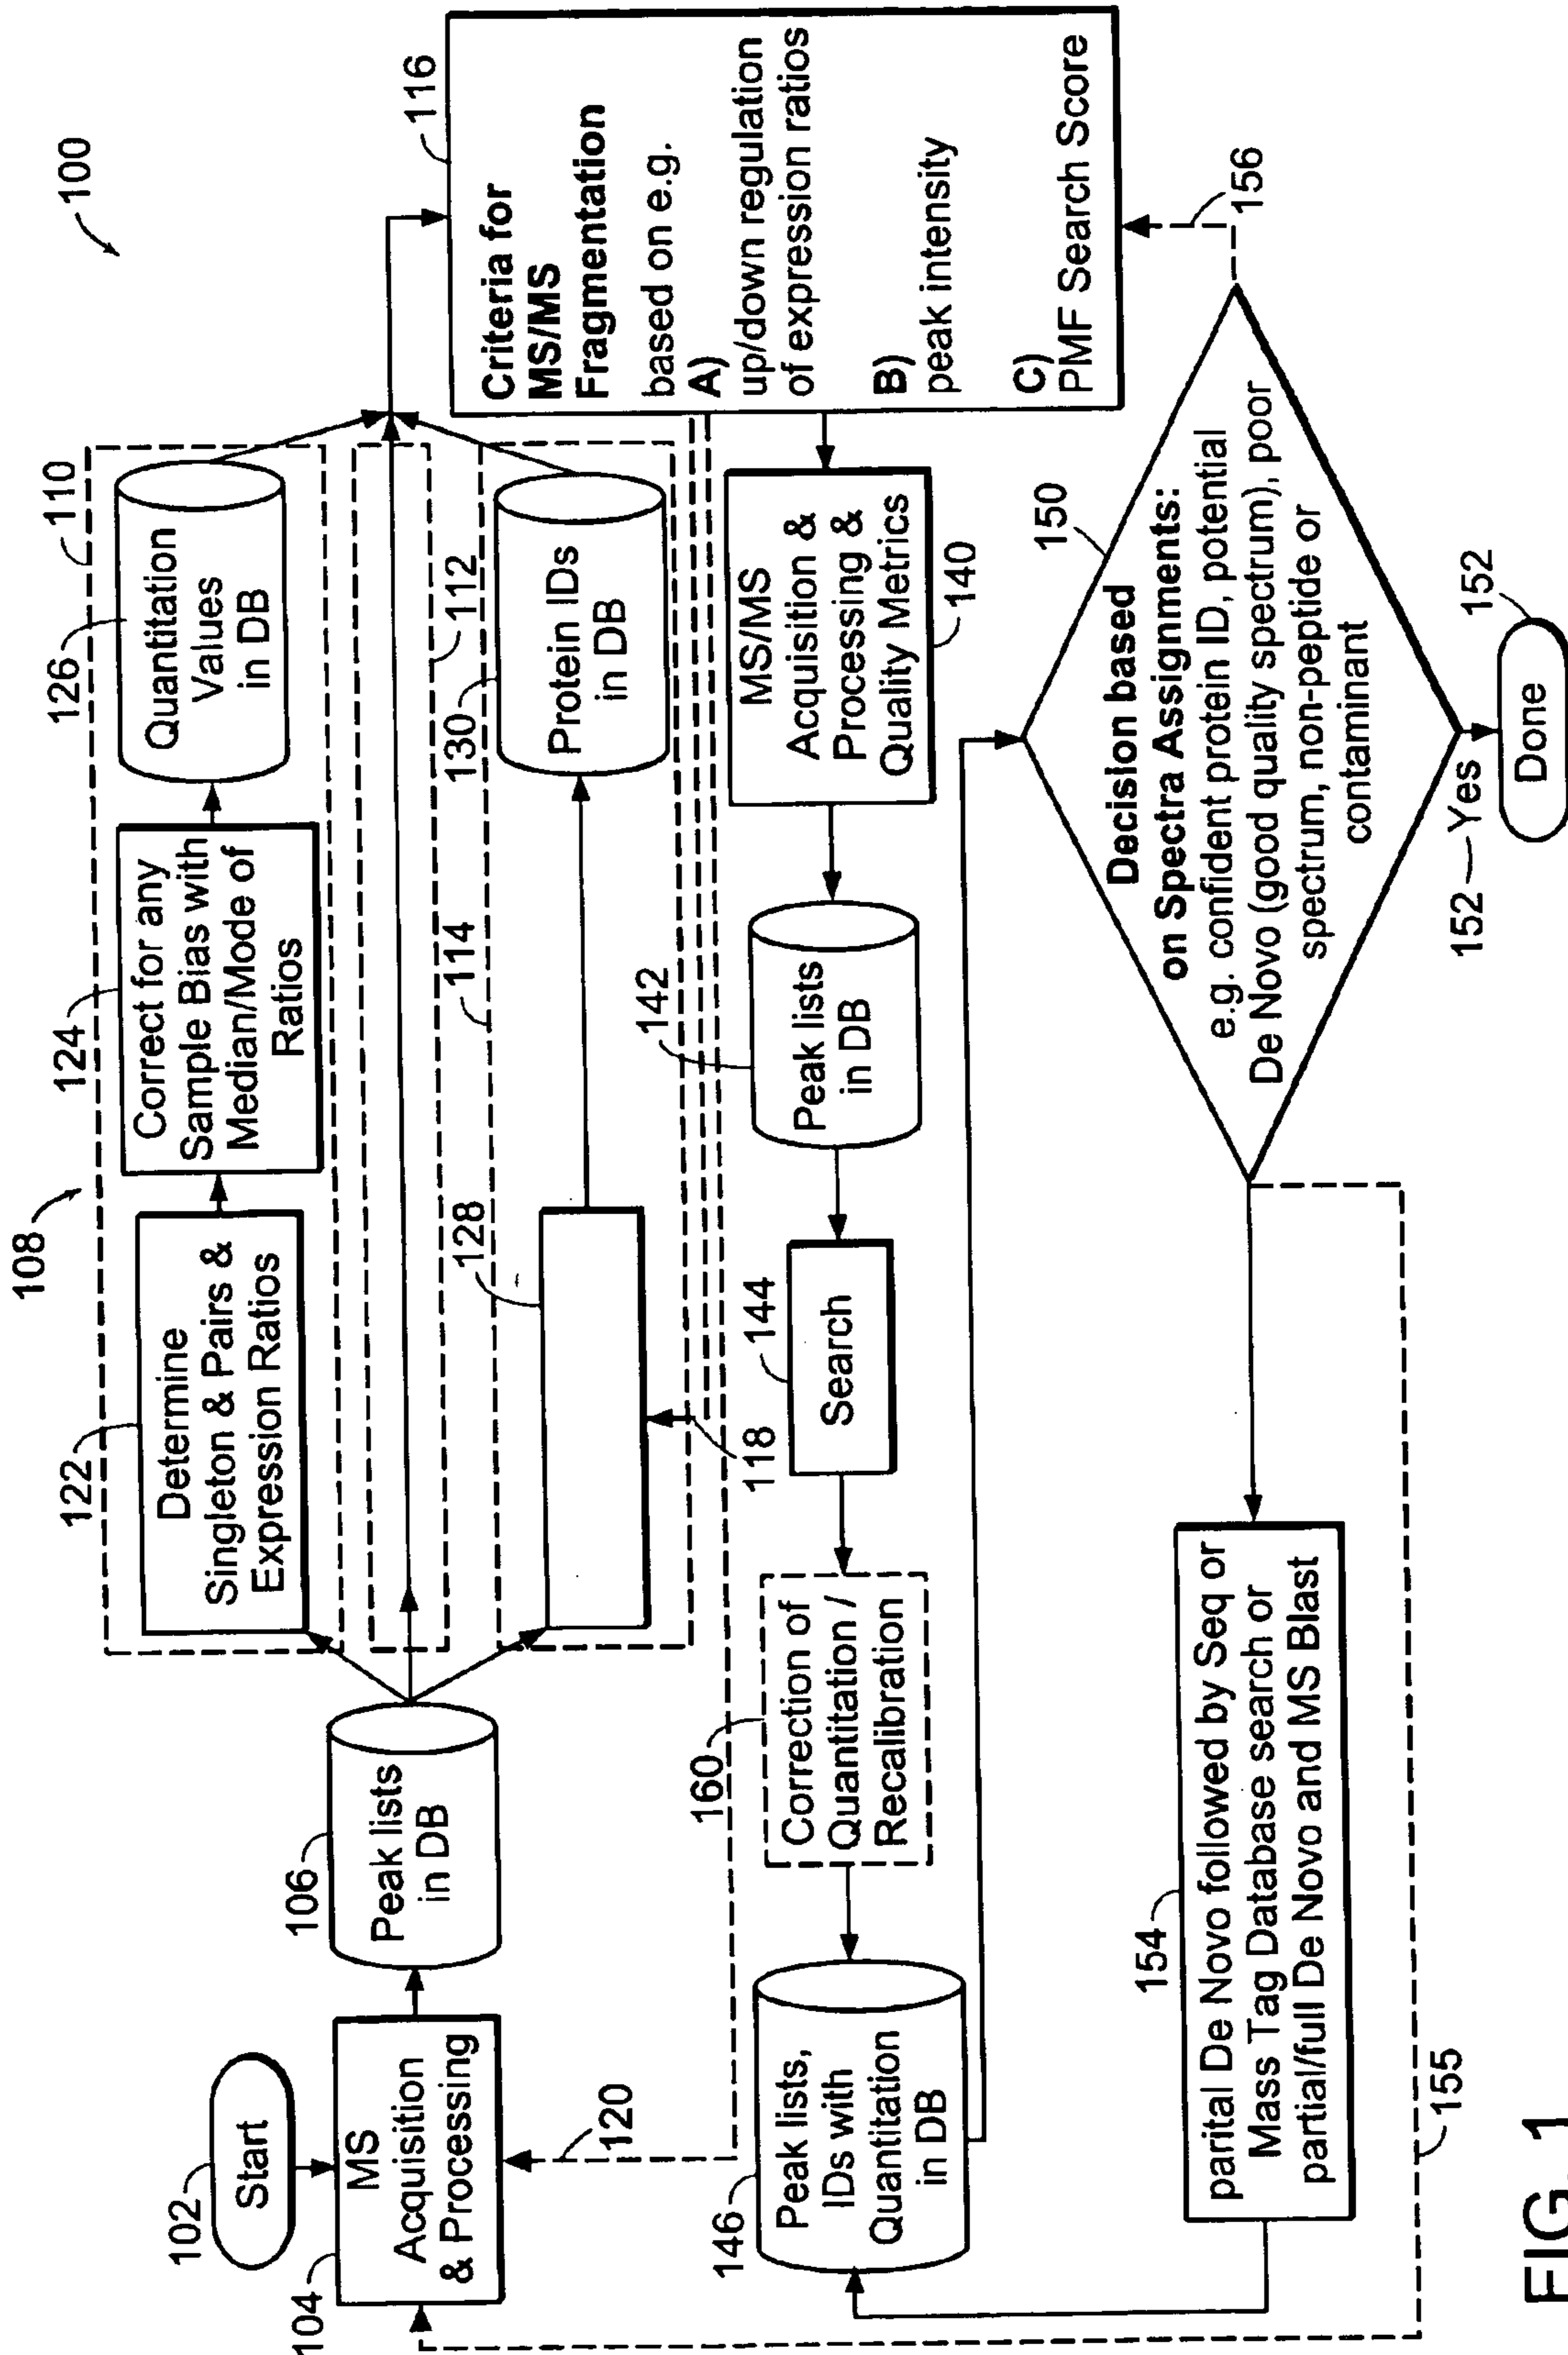 100
108
102
Start
104
MS
Acquisition
& Processing
106
Peak lists
in DB
122
Determine
Singleton & Pairs &
Expression Ratios
124
Correct for any
Sample Bias with
Median/Mode of
Ratios
126
Quantitation
Values
in DB
110
112
114
128
130
Protein IDs
in DB
116
Criteria for
MS/MS
Fragmentation
based on e.g.
A)
up/down regulation
of expression ratios
B)
peak intensity
C)
PMF Search Score
118
120
140
MS/MS
Acquisition &
Processing &
Quality Metrics
142
Peak lists
in DB
144
Search
160
Correction of
Quantitation /
Recalibration
146
Peak lists,
IDs with
Quantitation
in DB
150
Decision based
on Spectra Assignments:
e.g. confident protein ID, potential
De Novo (good quality spectrum), poor
spectrum, non-peptide or
contaminant
156
152
Yes
152
Done
154
parital De Novo followed by Seq or
Mass Tag Database search or
partial/full De Novo and MS Blast
155
FIG. 1